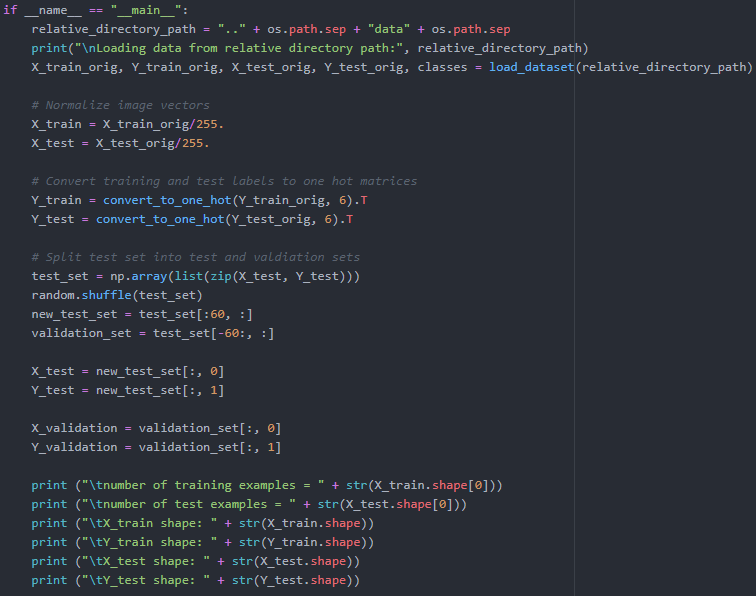 if __name__ == "__main__":
    relative_directory_path = ".." + os.path.sep + "data" + os.path.sep
    print("\nLoading data from relative directory path:", relative_directory_path)
    X_train_orig, Y_train_orig, X_test_orig, Y_test_orig, classes = load_dataset(relative_directory_path)

    # Normalize image vectors
    X_train = X_train_orig/255.
    X_test = X_test_orig/255.

    # Convert training and test labels to one hot matrices
    Y_train = convert_to_one_hot(Y_train_orig, 6).T
    Y_test = convert_to_one_hot(Y_test_orig, 6).T

    # Split test set into test and valdiation sets
    test_set = np.array(list(zip(X_test, Y_test)))
    random.shuffle(test_set)
    new_test_set = test_set[:60, :]
    validation_set = test_set[-60:, :]

    X_test = new_test_set[:, 0]
    Y_test = new_test_set[:, 1]

    X_validation = validation_set[:, 0]
    Y_validation = validation_set[:, 1]

    print ("\tnumber of training examples = " + str(X_train.shape[0]))
    print ("\tnumber of test examples = " + str(X_test.shape[0]))
    print ("\tX_train shape: " + str(X_train.shape))
    print ("\tY_train shape: " + str(Y_train.shape))
    print ("\tX_test shape: " + str(X_test.shape))
    print ("\tY_test shape: " + str(Y_test.shape))